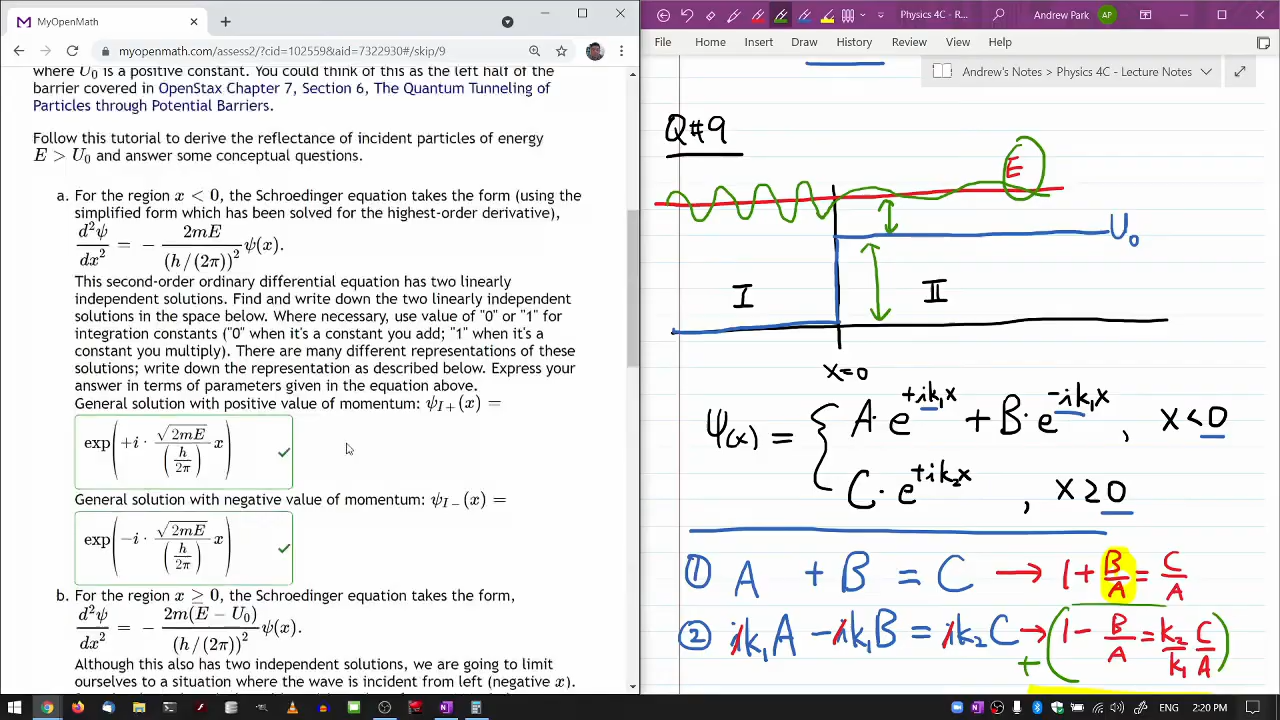 MyOpenMath
myopenmath.com/assess2/?cid=102559&aid=7322930#/skip/9
where U₀ is a positive constant. You could think of this as the left half of the
barrier covered in OpenStax Chapter 7, Section 6, The Quantum Tunneling of
Particles through Potential Barriers.
Follow this tutorial to derive the reflectance of incident particles of energy
E > U₀ and answer some conceptual questions.
a. For the region x < 0, the Schroedinger equation takes the form (using the
simplified form which has been solved for the highest-order derivative),
d²ψ/dx² = − 2mE/(h/(2π))² ψ(x).
This second-order ordinary differential equation has two linearly
independent solutions. Find and write down the two linearly independent
solutions in the space below. Where necessary, use value of "0" or "1" for
integration constants ("0" when it's a constant you add; "1" when it's a
constant you multiply). There are many different representations of these
solutions; write down the representation as described below. Express your
answer in terms of parameters given in the equation above.
General solution with positive value of momentum: ψ_I+(x) =
exp(+i · √2mE/(h/2π) x)
General solution with negative value of momentum: ψ_I−(x) =
exp(−i · √2mE/(h/2π) x)
b. For the region x ≥ 0, the Schroedinger equation takes the form,
d²ψ/dx² = − 2m(E − U₀)/(h/(2π))² ψ(x).
Although this also has two independent solutions, we are going to limit
ourselves to a situation where the wave is incident from left (negative x).
Physics 4C - R...
Andrew Park
AP
File Home Insert Draw History Review View Help
Andrew's Notes > Physics 4C - Lecture Notes
Q#9
E
U₀
I
II
x=0
ψ(x) = { A· e^(+ik₁x) + B· e^(-ik₁x) , x < 0
C· e^(+ik₂x) , x ≥ 0
① A + B = C → 1 + B/A = C/A
② ik₁A − ik₁B = ik₂C → 1 − B/A = k₂/k₁ C/A
+
2:20 PM